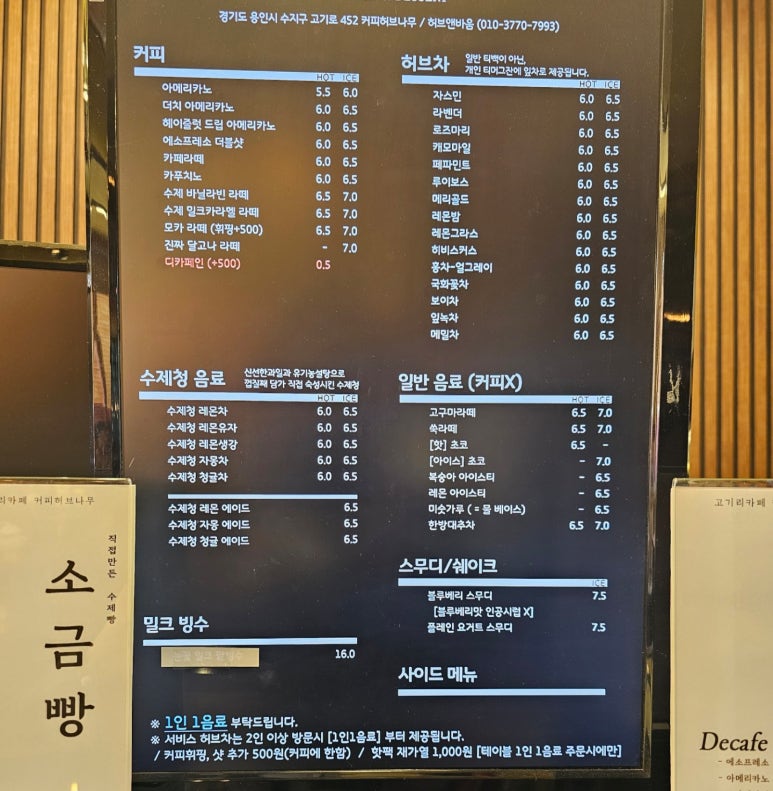 경기도 용인시 수지구 고기로 452 커피허브나무 / 허브앤바움 (010-3770-7993)
커피
HOT ICE
아메리카노 5.5 6.0
더치 아메리카노 6.0 6.5
헤이즐럿 드립 아메리카노 6.0 6.5
에소프레소 더블샷 6.0 6.5
카페라떼 6.0 6.5
카푸치노 6.0 6.5
수제 바닐라빈 라떼 6.5 7.0
수제 밀크카라멜 라떼 6.5 7.0
모카 라떼 (휘핑+500) 6.5 7.0
진짜 달고나 라떼 - 7.0
디카페인 (+500) 0.5
허브차 일반 티백이 아닌,
개인 티머그잔에 잎차로 제공됩니다.
HOT ICE
자스민 6.0 6.5
라벤더 6.0 6.5
로즈마리 6.0 6.5
캐모마일 6.0 6.5
페파민트 6.0 6.5
루이보스 6.0 6.5
메리골드 6.0 6.5
레몬밤 6.0 6.5
레몬그라스 6.0 6.5
히비스커스 6.0 6.5
홍차-얼그레이 6.0 6.5
국화꽃차 6.0 6.5
보이차 6.0 6.5
잎녹차 6.0 6.5
메밀차 6.0 6.5
수제청 음료 신선한과일과 유기농설탕으로
껍질째 담가 직접 숙성시킨 수제청
HOT ICE
수제청 레몬차 6.0 6.5
수제청 레몬유자 6.0 6.5
수제청 레몬생강 6.0 6.5
수제청 자몽차 6.0 6.5
수제청 청귤차 6.0 6.5
수제청 레몬 에이드 6.5
수제청 자몽 에이드 6.5
수제청 청귤 에이드 6.5
일반 음료 (커피X)
HOT ICE
고구마라떼 6.5 7.0
쑥라떼 6.5 7.0
[핫] 초코 6.5 -
[아이스] 초코 - 7.0
복숭아 아이스티 - 6.5
레몬 아이스티 - 6.5
미숫가루 ( = 물 베이스) - 6.5
한방대추차 6.5 7.0
스무디/쉐이크
ICE
블루베리 스무디 7.5
[블루베리맛 인공시럽 X]
플레인 요거트 스무디 7.5
밀크 빙수
16.0
사이드 메뉴
※ 1인 1음료 부탁드립니다.
※ 서비스 허브차는 2인 이상 방문시 [1인1음료] 부터 제공됩니다.
/ 커피휘핑, 샷 추가 500원(커피에 한함) / 핫팩 재가열 1,000원 [테이블 1인 1음료 주문시에만]
리카페 커피허브나무
직접만든 수제빵
소금빵
고기리카페
Decafe
- 에소프레소
- 아메리카노